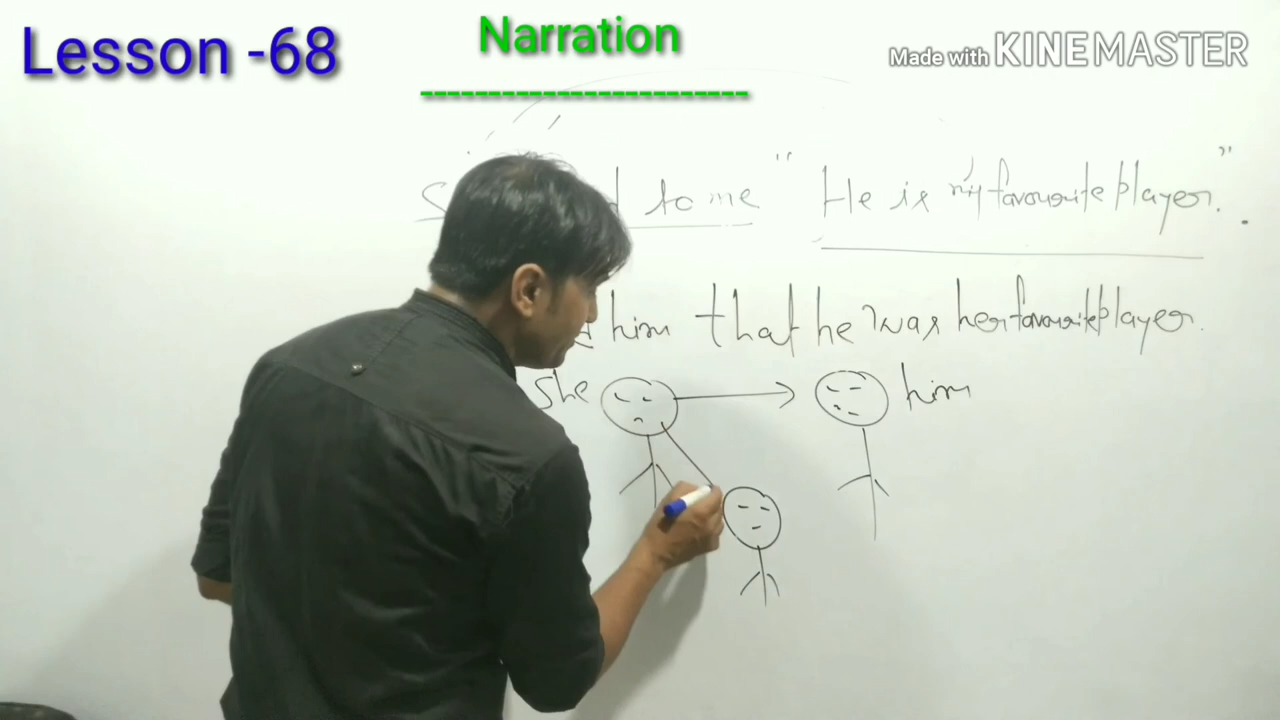 Lesson -68
Narration
Made with KINEMASTER
to me " He is my favourite player. "
him that he was her favourite player.
she
him